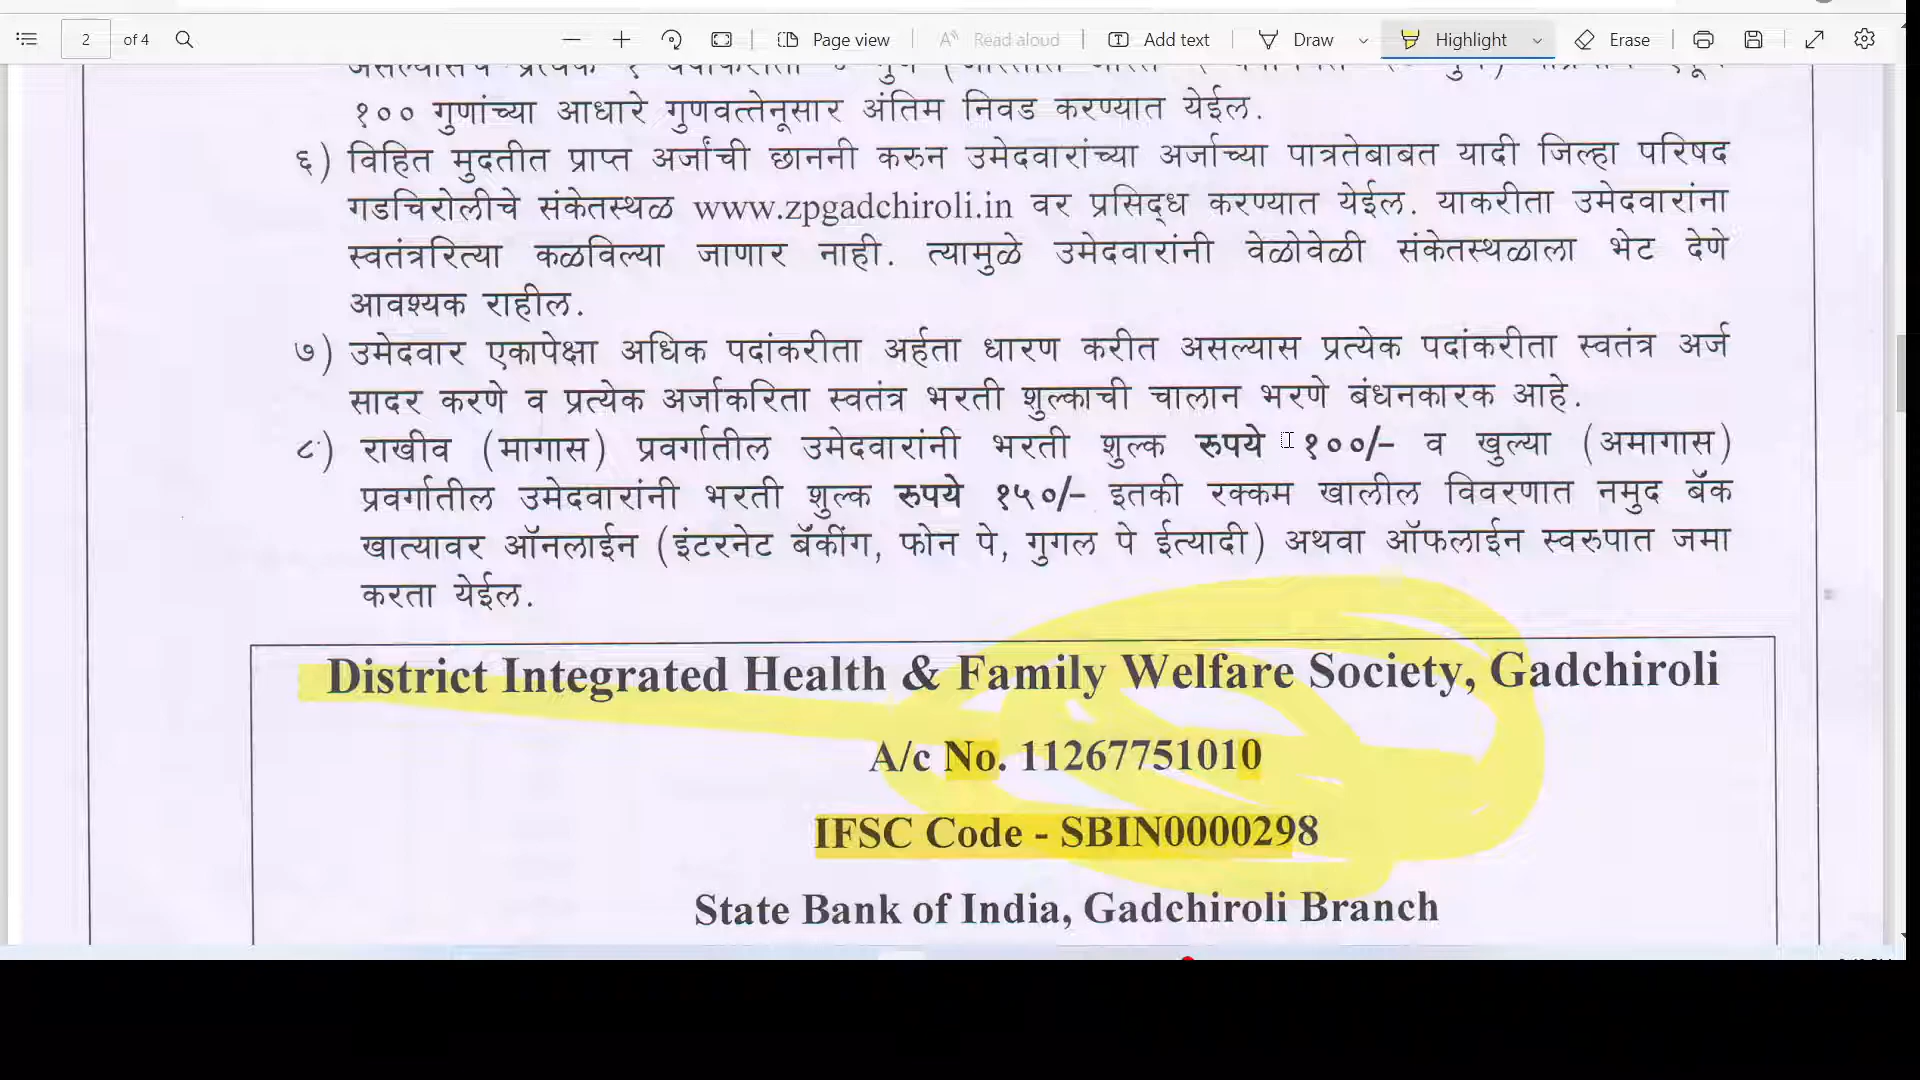 2 of 4 Page view Read aloud Add text Draw Highlight Erase
१०० गुणांच्या आधारे गुणवत्तेनूसार अंतिम निवड करण्यात येईल.
६) विहित मुदतीत प्राप्त अर्जांची छाननी करुन उमेदवारांच्या अर्जाच्या पात्रतेबाबत यादी जिल्हा परिषद
गडचिरोलीचे संकेतस्थळ www.zpgadchiroli.in वर प्रसिद्ध करण्यात येईल. याकरीता उमेदवारांना
स्वतंत्ररित्या कळविल्या जाणार नाही. त्यामुळे उमेदवारांनी वेळोवेळी संकेतस्थळाला भेट देणे
आवश्यक राहील.
७) उमेदवार एकापेक्षा अधिक पदांकरीता अर्हता धारण करीत असल्यास प्रत्येक पदांकरीता स्वतंत्र अर्ज
सादर करणे व प्रत्येक अर्जाकरिता स्वतंत्र भरती शुल्काची चालान भरणे बंधनकारक आहे.
८) राखीव (मागास) प्रवर्गातील उमेदवारांनी भरती शुल्क रुपये १००/- व खुल्या (अमागास)
प्रवर्गातील उमेदवारांनी भरती शुल्क रुपये १५०/- इतकी रक्कम खालील विवरणात नमुद बॅक
खात्यावर ऑनलाईन (इंटरनेट बॅकींग, फोन पे, गुगल पे ईत्यादी) अथवा ऑफलाईन स्वरुपात जमा
करता येईल.
District Integrated Health & Family Welfare Society, Gadchiroli
A/c No. 11267751010
IFSC Code - SBIN0000298
State Bank of India, Gadchiroli Branch